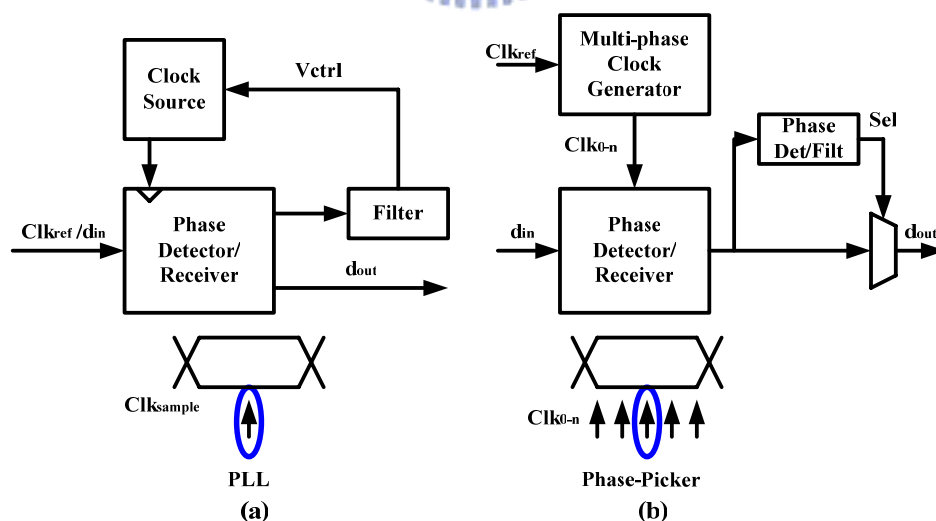 Clock
Source
Vctrl
Clkref /din
Phase
Detector/
Receiver
Filter
dout
Clksample
PLL
(a)
Clkref
Multi-phase
Clock
Generator
Clk0-n
Phase
Det/Filt
Sel
din
Phase
Detector/
Receiver
dout
Clk0-n
Phase-Picker
(b)